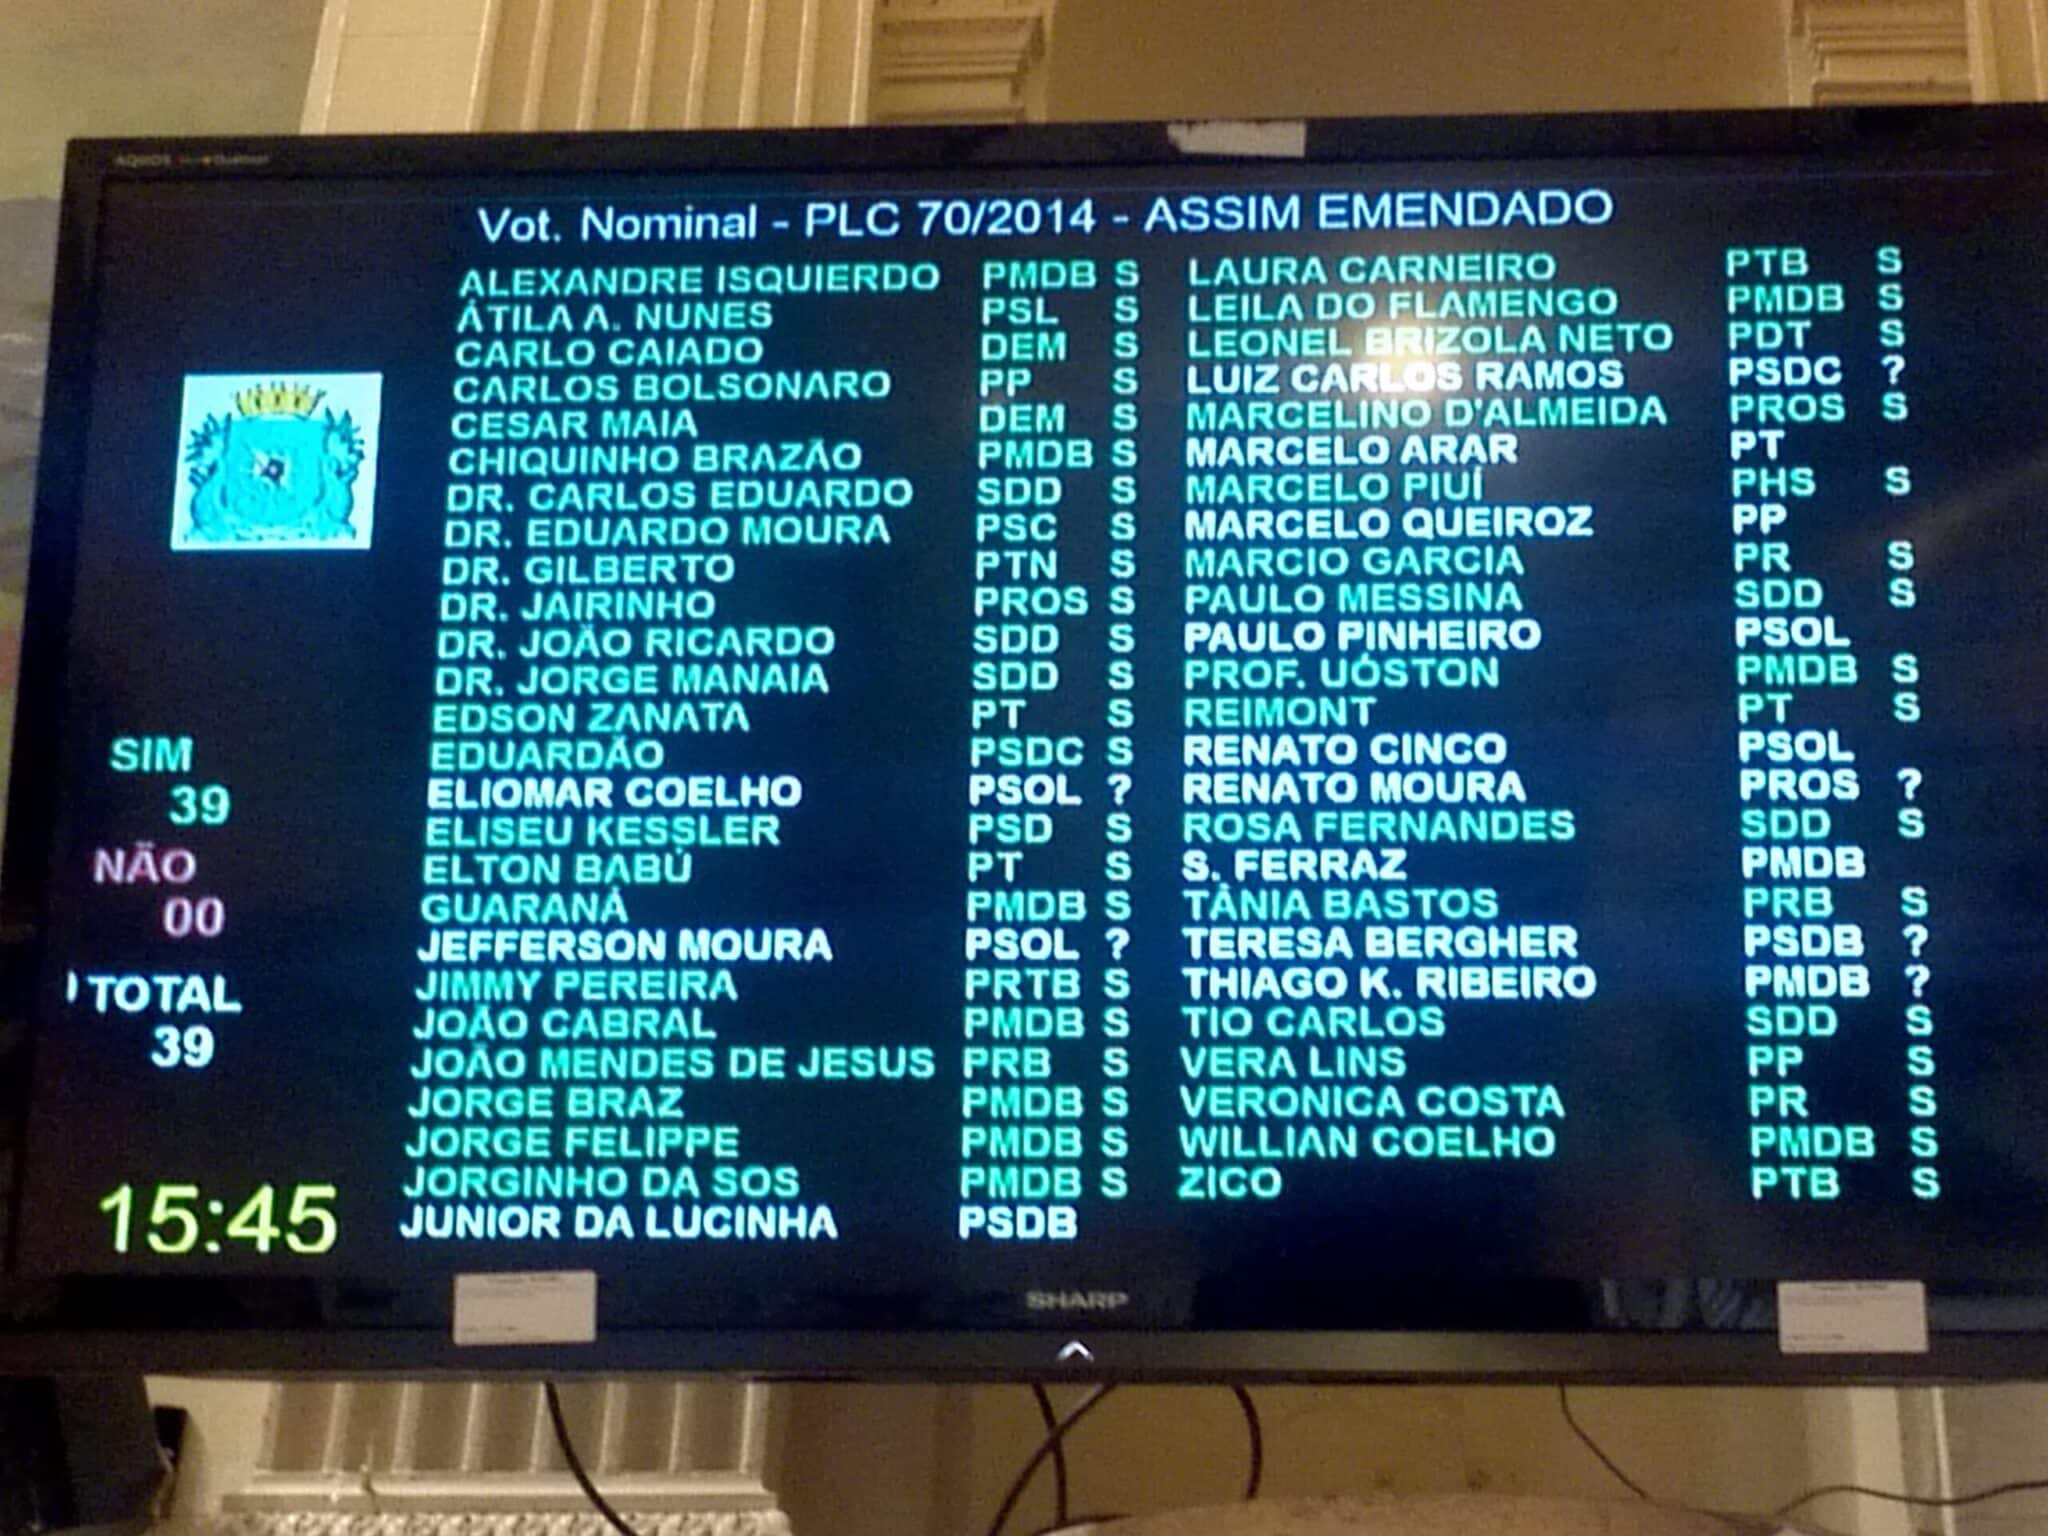 AQUOS
Vot. Nominal - PLC 70/2014 - ASSIM EMENDADO
ALEXANDRE ISQUIERDO PMDB S
ÁTILA A. NUNES PSL S
CARLO CAIADO DEM S
CARLOS BOLSONARO PP S
CESAR MAIA DEM S
CHIQUINHO BRAZÃO PMDB S
DR. CARLOS EDUARDO SDD S
DR. EDUARDO MOURA PSC S
DR. GILBERTO PTN S
DR. JAIRINHO PROS S
DR. JOÃO RICARDO SDD S
DR. JORGE MANAIA SDD S
EDSON ZANATA PT S
EDUARDÃO PSDC S
ELIOMAR COELHO PSOL ?
ELISEU KESSLER PSD S
ELTON BABÚ PT S
GUARANÁ PMDB S
JEFFERSON MOURA PSOL ?
JIMMY PEREIRA PRTB S
JOÃO CABRAL PMDB S
JOÃO MENDES DE JESUS PRB S
JORGE BRAZ PMDB S
JORGE FELIPPE PMDB S
JORGINHO DA SOS PMDB S
JUNIOR DA LUCINHA PSDB
LAURA CARNEIRO PTB S
LEILA DO FLAMENGO PMDB S
LEONEL BRIZOLA NETO PDT S
LUIZ CARLOS RAMOS PSDC ?
MARCELINO D'ALMEIDA PROS S
MARCELO ARAR PT
MARCELO PIUÍ PHS S
MARCELO QUEIROZ PP
MARCIO GARCIA PR S
PAULO MESSINA SDD S
PAULO PINHEIRO PSOL
PROF. UÓSTON PMDB S
REIMONT PT S
RENATO CINCO PSOL
RENATO MOURA PROS ?
ROSA FERNANDES SDD S
S. FERRAZ PMDB
TÂNIA BASTOS PRB S
TERESA BERGHER PSDB ?
THIAGO K. RIBEIRO PMDB ?
TIO CARLOS SDD S
VERA LINS PP S
VERONICA COSTA PR S
WILLIAN COELHO PMDB S
ZICO PTB S
SIM
39
NÃO
00
TOTAL
39
15:45
SHARP